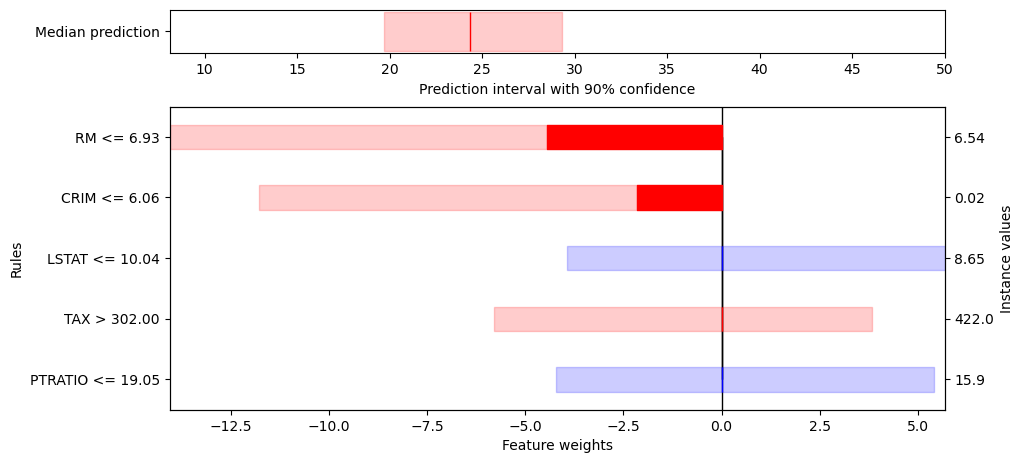 Median prediction
10 15 20 25 30 35 40 45 50
Prediction interval with 90% confidence
RM <= 6.93 6.54
CRIM <= 6.06 0.02
LSTAT <= 10.04 8.65
TAX > 302.00 422.0
PTRATIO <= 19.05 15.9
Rules
Instance values
−12.5 −10.0 −7.5 −5.0 −2.5 0.0 2.5 5.0
Feature weights